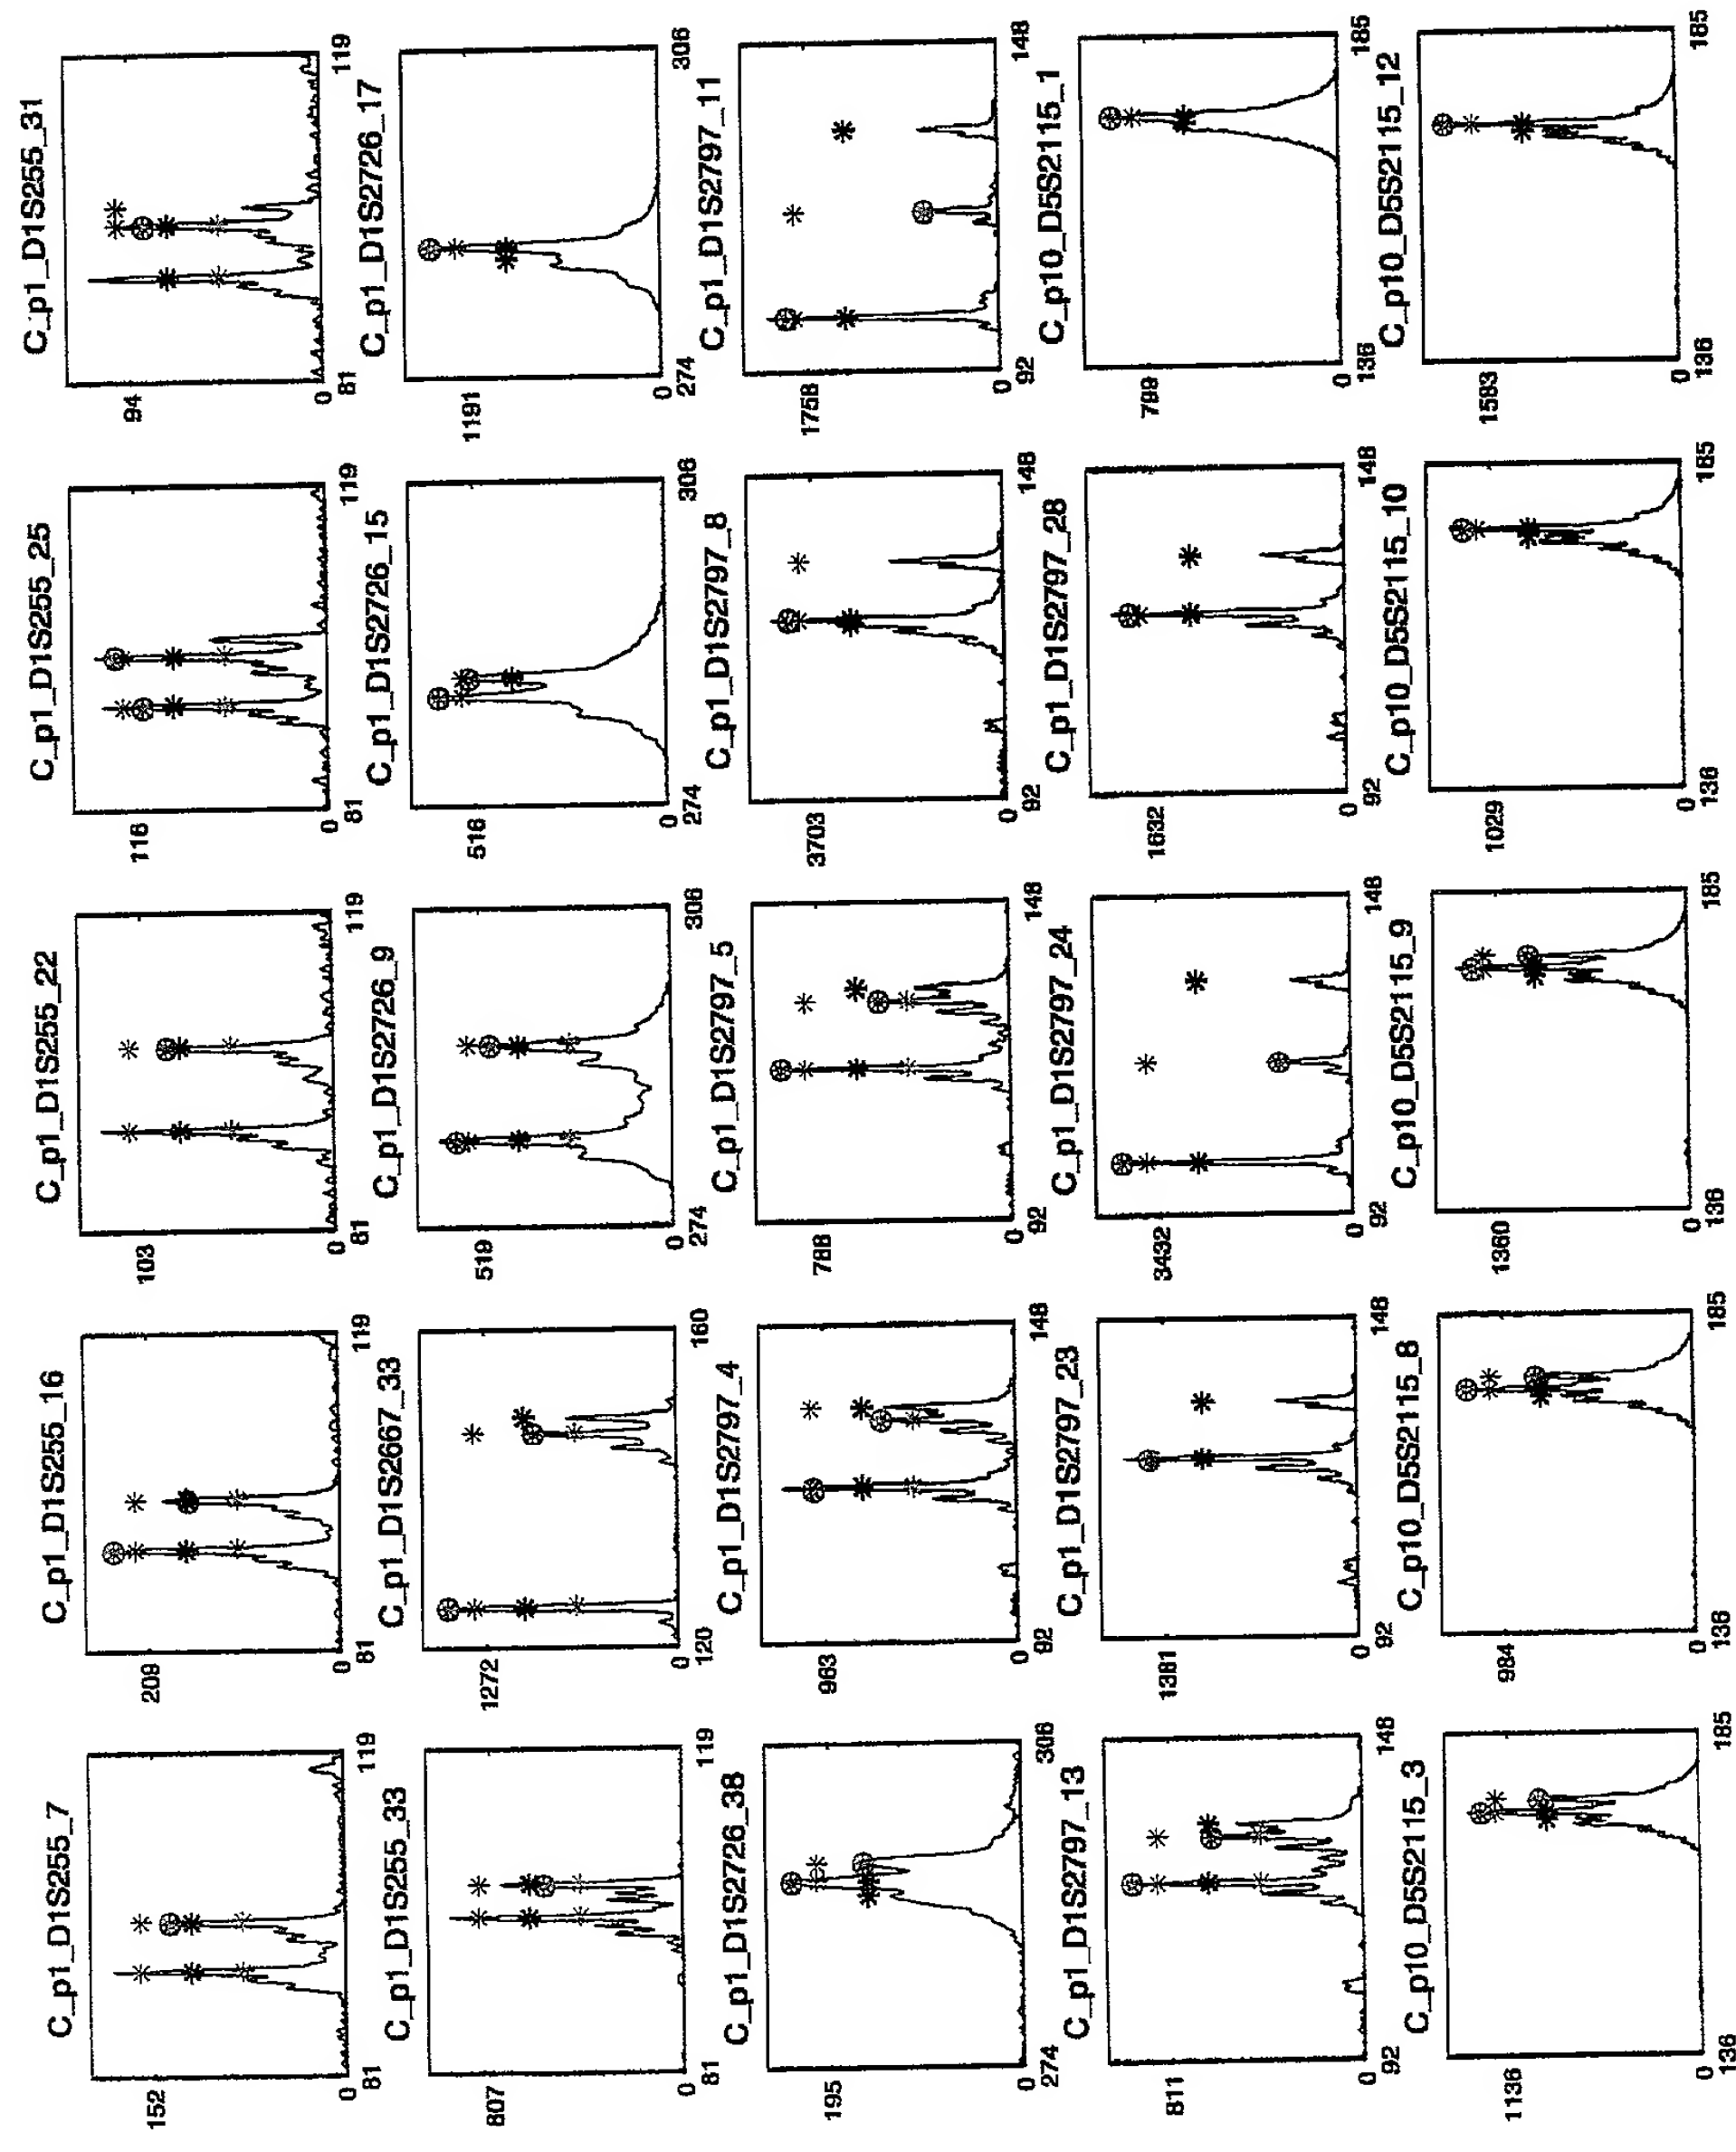 C_p1_D1S255_7 C_p1_D1S255_16 C_p1_D1S255_22 C_p1_D1S255_25 C_p1_D1S255_31
152 209 103 116 94
0 0 0 0 0
81 119 81 119 81 119 81 119 81 119
C_p1_D1S255_33 C_p1_D1S2667_33 C_p1_D1S2726_9 C_p1_D1S2726_15 C_p1_D1S2726_17
807 1272 519 516 1191
0 0 0 0 0
81 119 120 160 274 306 274 306 274 306
C_p1_D1S2726_38 C_p1_D1S2797_4 C_p1_D1S2797_5 C_p1_D1S2797_8 C_p1_D1S2797_11
195 963 788 3703 1758
0 0 0 0 0
274 306 92 148 92 148 92 148 92 148
C_p1_D1S2797_13 C_p1_D1S2797_23 C_p1_D1S2797_24 C_p1_D1S2797_28 C_p10_D5S2115_1
811 1381 3432 1632 799
0 0 0 0 0
92 148 92 148 92 148 92 148 136 185
C_p10_D5S2115_3 C_p10_D5S2115_8 C_p10_D5S2115_9 C_p10_D5S2115_10 C_p10_D5S2115_12
1136 984 1360 1029 1583
0 0 0 0 0
136 185 136 185 136 185 136 185 136 185